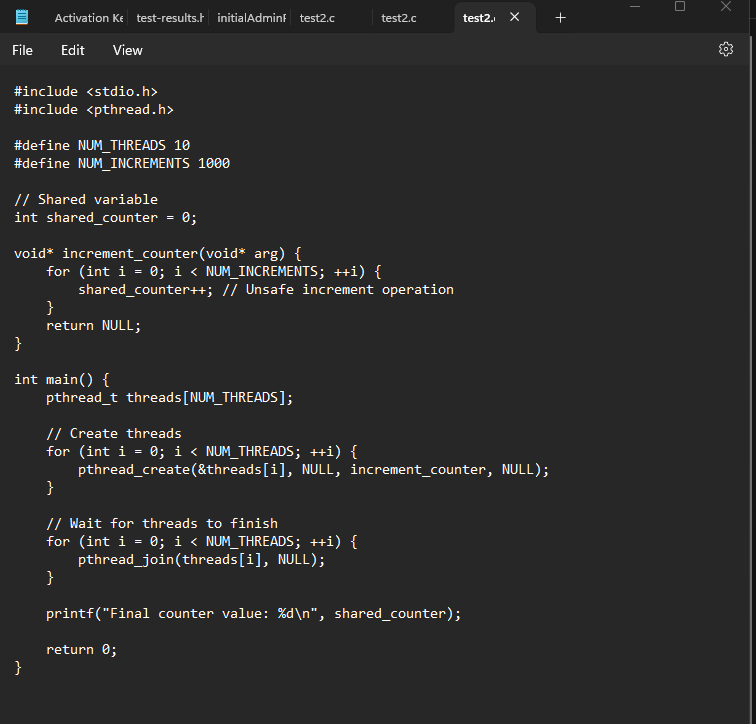 Activation Ke
test-results.h
initialAdminP
test2.c
test2.c
test2.c
File Edit View
#include <stdio.h>
#include <pthread.h>
#define NUM_THREADS 10
#define NUM_INCREMENTS 1000
// Shared variable
int shared_counter = 0;
void* increment_counter(void* arg) {
    for (int i = 0; i < NUM_INCREMENTS; ++i) {
        shared_counter++; // Unsafe increment operation
    }
    return NULL;
}
int main() {
    pthread_t threads[NUM_THREADS];
    // Create threads
    for (int i = 0; i < NUM_THREADS; ++i) {
        pthread_create(&threads[i], NULL, increment_counter, NULL);
    }
    // Wait for threads to finish
    for (int i = 0; i < NUM_THREADS; ++i) {
        pthread_join(threads[i], NULL);
    }
    printf("Final counter value: %d\n", shared_counter);
    return 0;
}